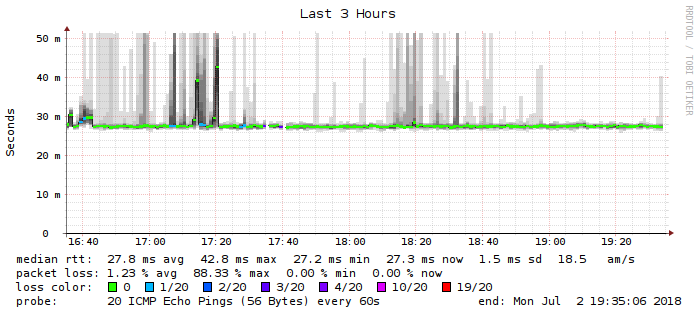 Last 3 Hours
RRDTOOL / TOBI OETIKER
Seconds
50 m
40 m
30 m
20 m
10 m
0
16:40 17:00 17:20 17:40 18:00 18:20 18:40 19:00 19:20
median rtt: 27.8 ms avg 42.8 ms max 27.2 ms min 27.3 ms now 1.5 ms sd 18.5 am/s
packet loss: 1.23 % avg 88.33 % max 0.00 % min 0.00 % now
loss color: 0 1/20 2/20 3/20 4/20 10/20 19/20
probe: 20 ICMP Echo Pings (56 Bytes) every 60s end: Mon Jul 2 19:35:06 2018